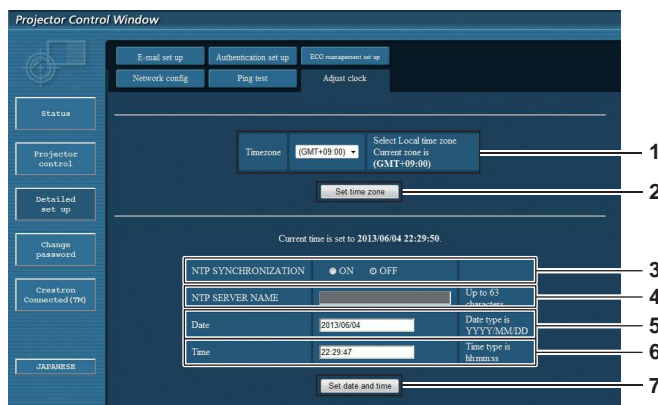 Projector Control Window
E-mail set up
Authentication set up
ECO management set up
Network config
Ping test
Adjust clock
Status
Projector
control
Detailed
set up
Change
password
Crestron
Connected(TM)
JAPANESE
Timezone
(GMT+09:00)
Select Local time zone
Current zone is
(GMT+09:00)
1
Set time zone
2
Current time is set to 2013/06/04 22:29:50.
NTP SYNCHRONIZATION
ON
OFF
3
NTP SERVER NAME
Up to 63
characters
4
Date
2013/06/04
Date type is
YYYY/MM/DD
5
Time
22:29:47
Time type is
hh:mm:ss
6
Set date and time
7